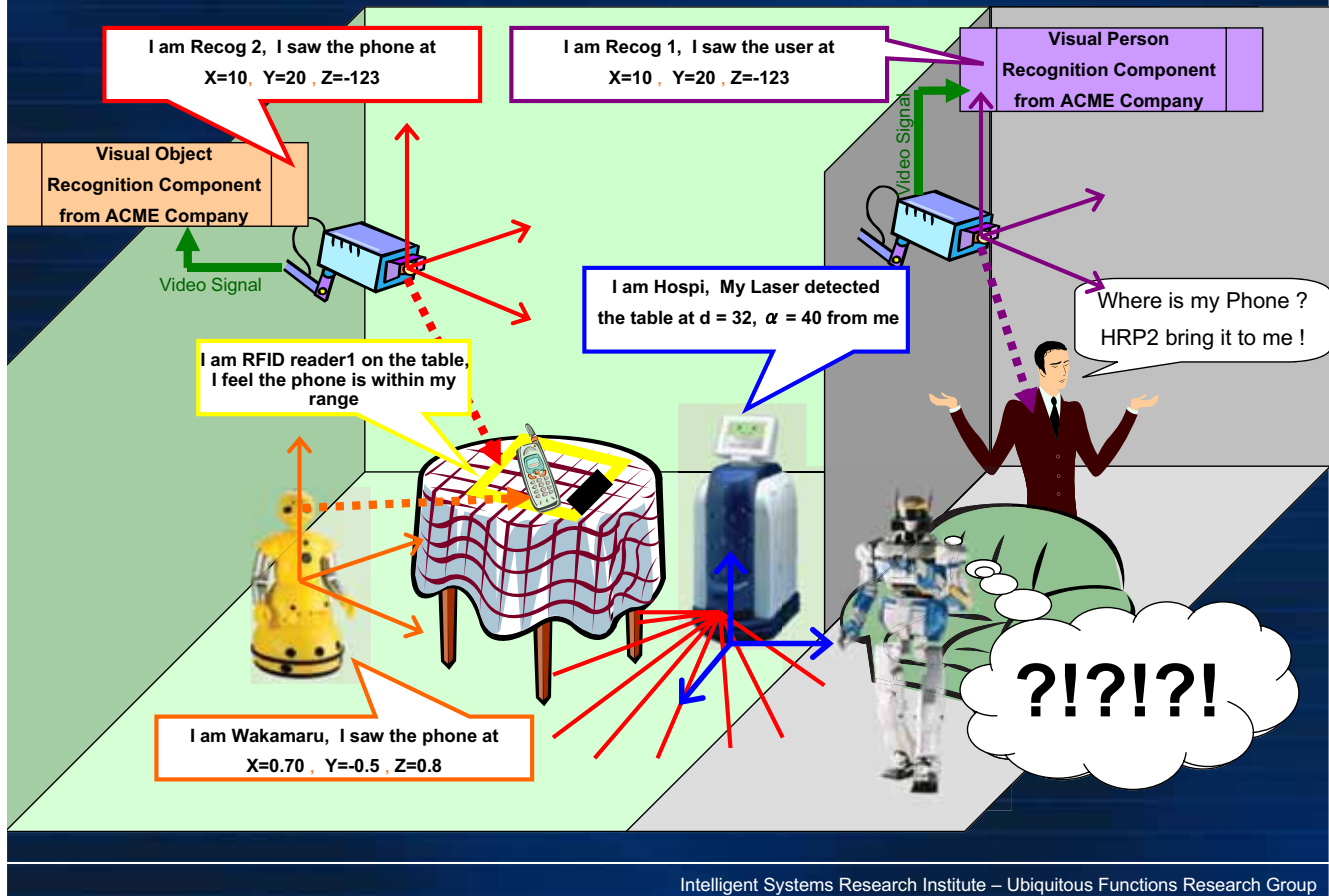 I am Recog 2,  I saw the phone at
X=10 ,  Y=20 , Z=-123
I am Recog 1,  I saw the user at
X=10 ,  Y=20 , Z=-123
Visual Person
Recognition Component
from ACME Company
Video Signal
Visual Object
Recognition Component
from ACME Company
Video Signal
I am Hospi,  My Laser detected
the table at d = 32,  α = 40 from me
Where is my Phone ?
HRP2 bring it to me !
I am RFID reader1 on the table,
I feel the phone is within my
range
?!?!?!
I am Wakamaru,  I saw the phone at
X=0.70 ,  Y=-0.5 , Z=0.8
Intelligent Systems Research Institute – Ubiquitous Functions Research Group